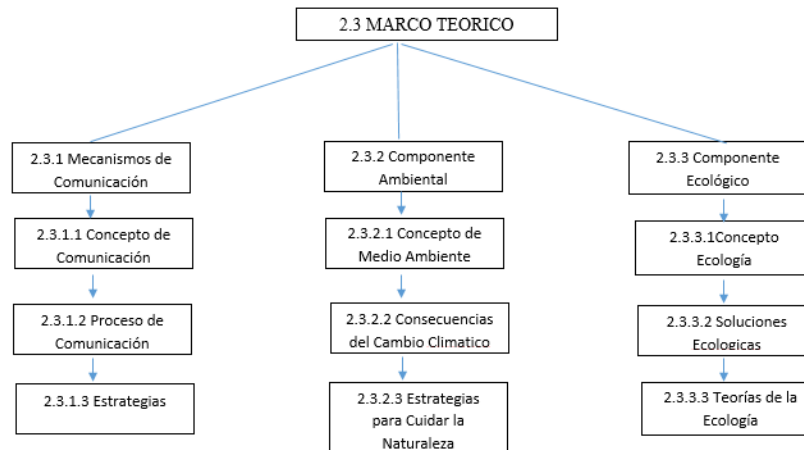 2.3 MARCO TEORICO
2.3.1 Mecanismos de
Comunicación
2.3.1.1 Concepto de
Comunicación
2.3.1.2 Proceso de
Comunicación
2.3.1.3 Estrategias
2.3.2 Componente
Ambiental
2.3.2.1 Concepto de
Medio Ambiente
2.3.2.2 Consecuencias
del Cambio Climatico
2.3.2.3 Estrategias
para Cuidar la
Naturaleza
2.3.3 Componente
Ecológico
2.3.3.1Concepto
Ecología
2.3.3.2 Soluciones
Ecologicas
2.3.3.3 Teorías de la
Ecología